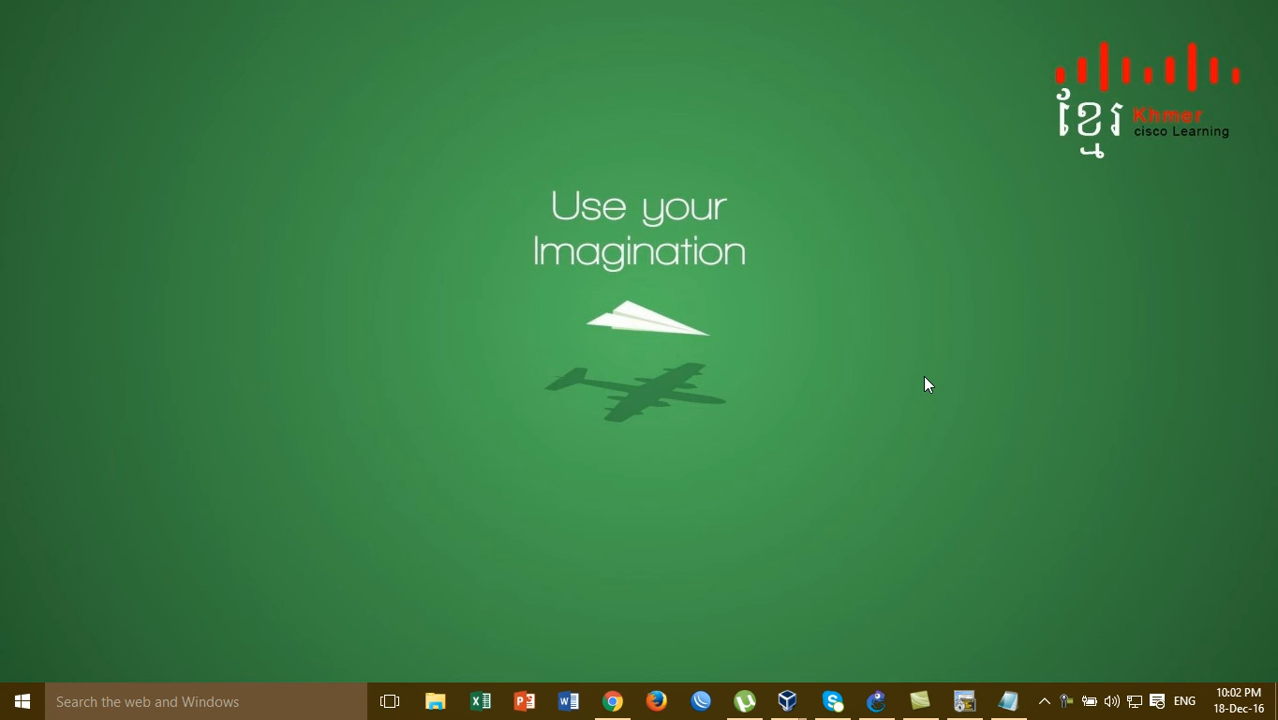 ខ្មែរ Khmer
cisco Learning
Use your
Imagination
Search the web and Windows
ENG
10:02 PM
18-Dec-16